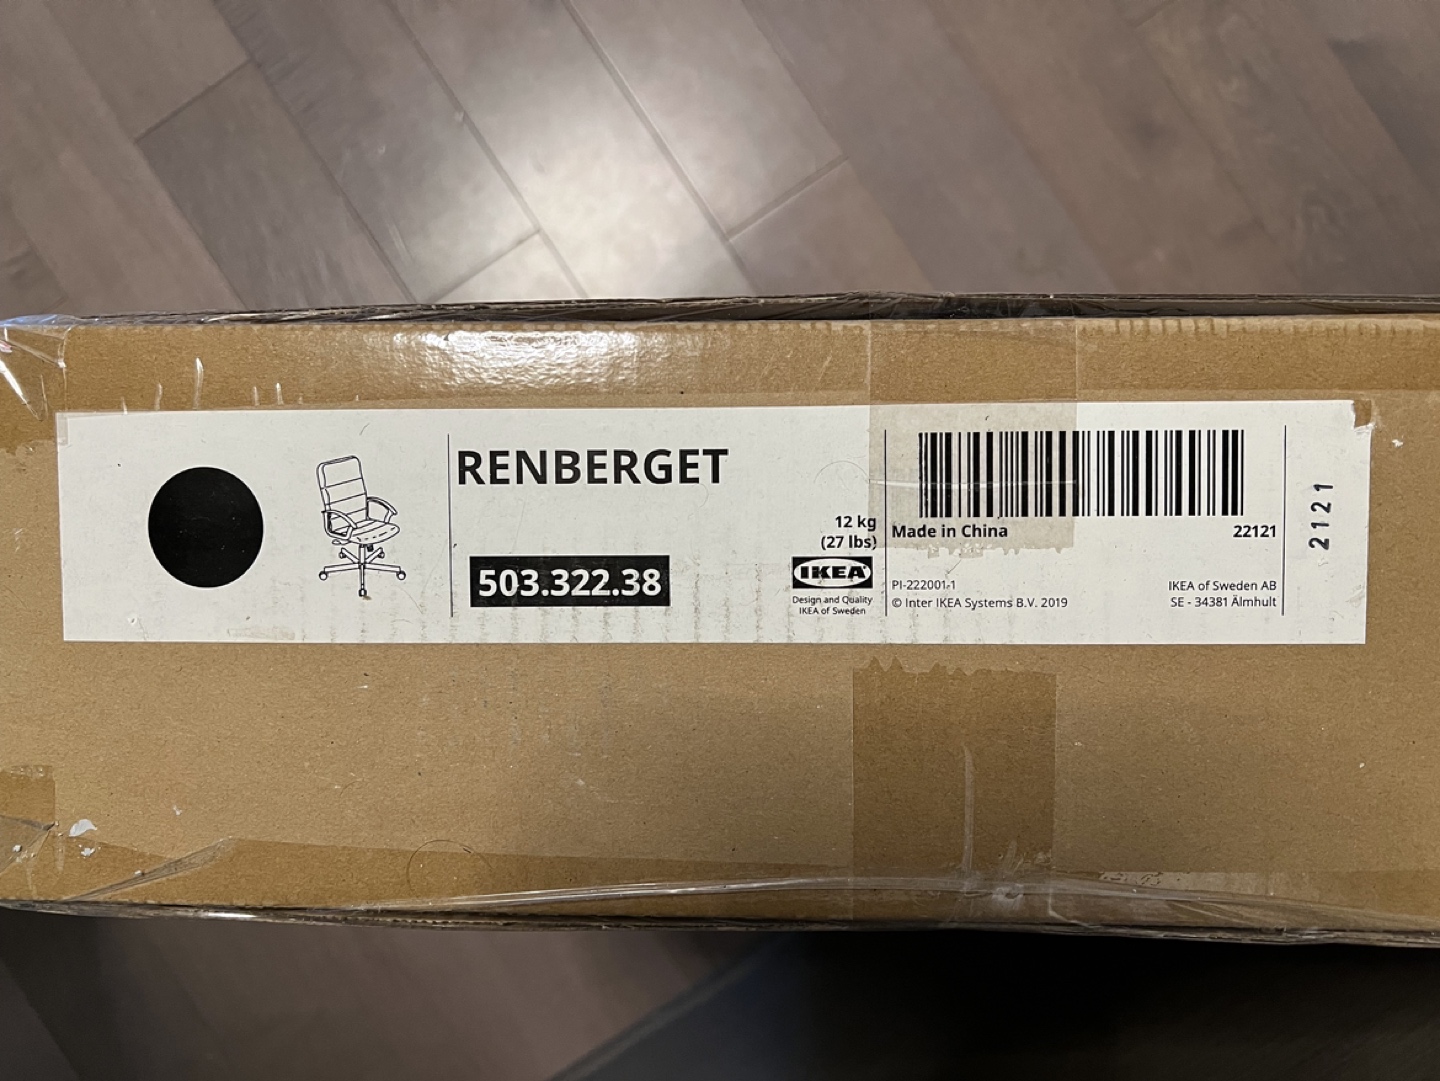 RENBERGET
503.322.38
12 kg
(27 lbs)
IKEA
Design and Quality
IKEA of Sweden
Made in China
22121
PI-222001-1
© Inter IKEA Systems B.V. 2019
IKEA of Sweden AB
SE - 34381 Älmhult
2121